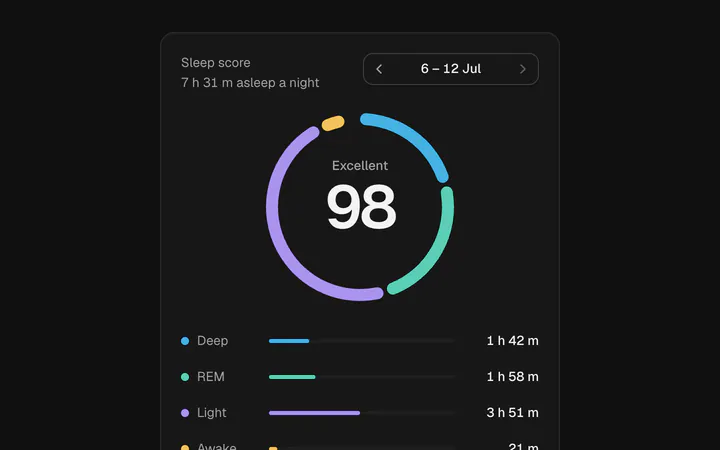 Sleep score
7 h 31 m asleep a night
6 – 12 Jul
Excellent
98
Deep
1 h 42 m
REM
1 h 58 m
Light
3 h 51 m
Awake
21 m